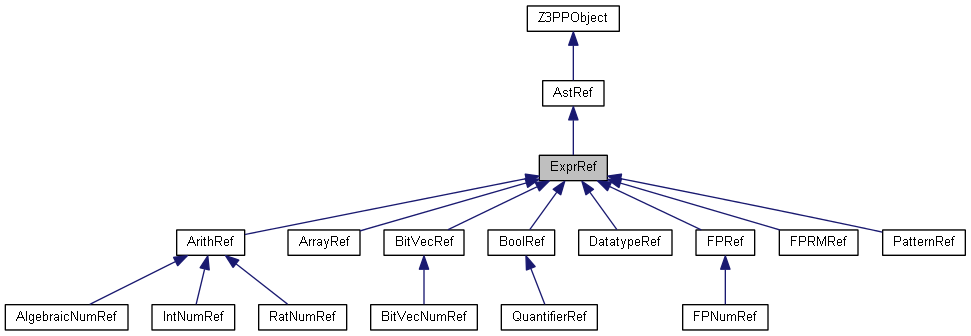 Z3PPObject
AstRef
ExprRef
ArithRef
ArrayRef
BitVecRef
BoolRef
DatatypeRef
FPRef
FPRMRef
PatternRef
AlgebraicNumRef
IntNumRef
RatNumRef
BitVecNumRef
QuantifierRef
FPNumRef